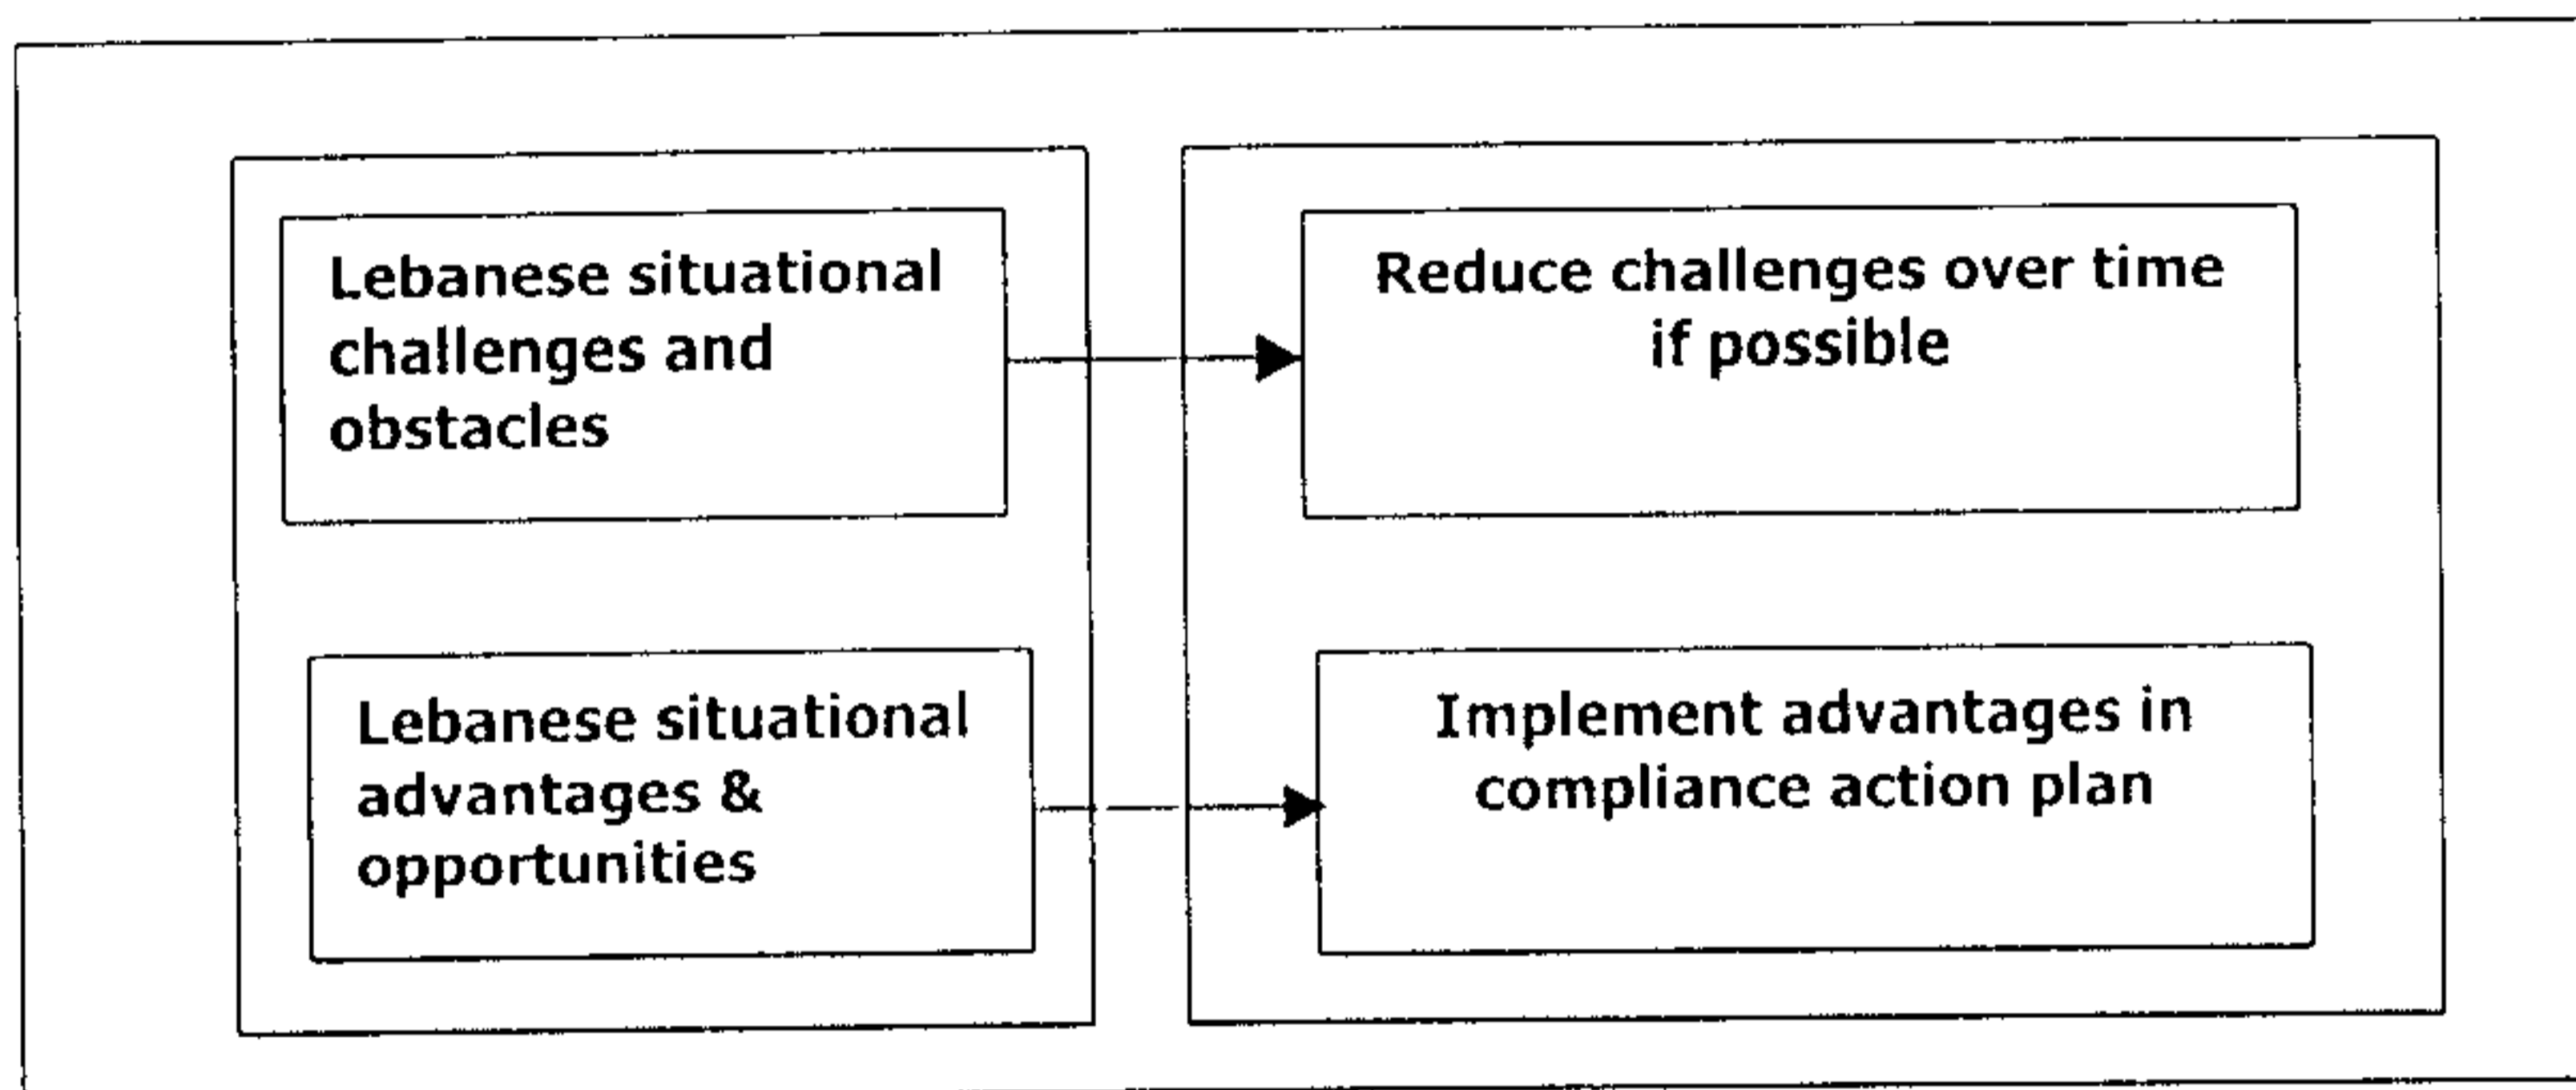 Lebanese situational
challenges and
obstacles
Reduce challenges over time
if possible
Lebanese situational
advantages &
opportunities
Implement advantages in
compliance action plan